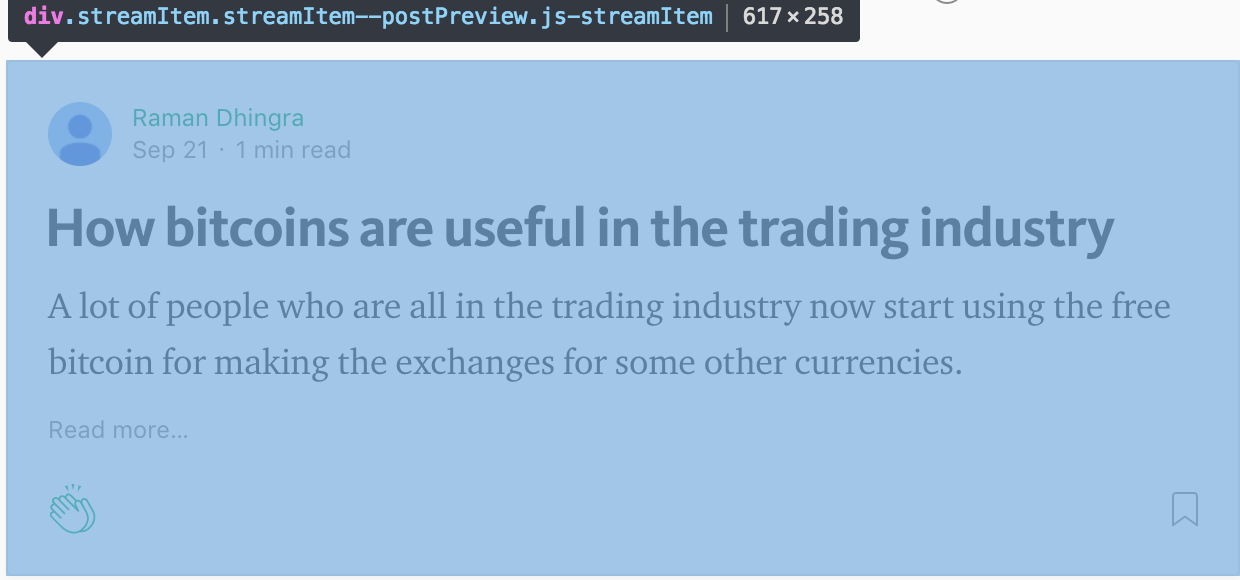 div.streamItem.streamItem--postPreview.js-streamItem | 617 × 258
Raman Dhingra
Sep 21 · 1 min read
How bitcoins are useful in the trading industry
A lot of people who are all in the trading industry now start using the free
bitcoin for making the exchanges for some other currencies.
Read more...